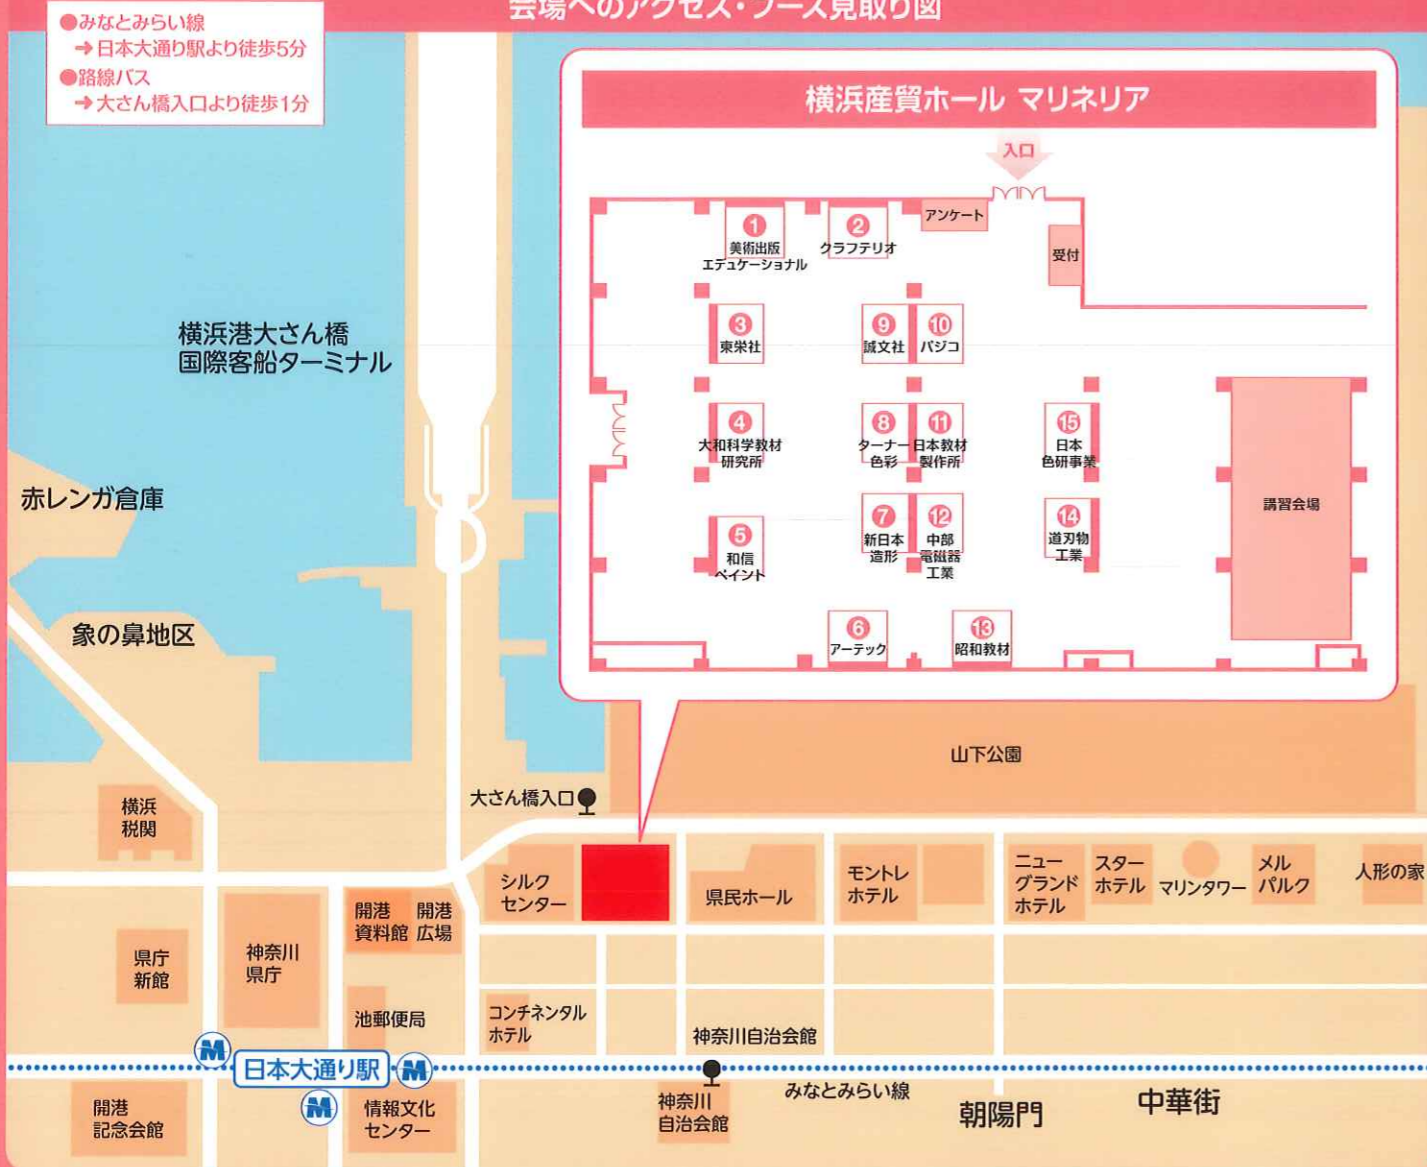 会場へのアクセス・ブース見取り図
●みなとみらい線
➔日本大通り駅より徒歩5分
●路線バス
➔大さん橋入口より徒歩1分
横浜産貿ホール マリネリア
入口
アンケート
受付
①
美術出版
エデュケーショナル
②
クラフテリオ
③
東栄社
⑨
誠文社
⑩
パジコ
④
大和科学教材
研究所
⑧
ターナー
色彩
⑪
日本教材
製作所
⑮
日本
色研事業
講習会場
⑤
和信
ペイント
⑦
新日本
造形
⑫
中部
電磁器
工業
⑭
道刃物
工業
⑥
アーテック
⑬
昭和教材
横浜港大さん橋
国際客船ターミナル
赤レンガ倉庫
象の鼻地区
山下公園
大さん橋入口
横浜
税関
シルク
センター
県民ホール
モントレ
ホテル
ニュー
グランド
ホテル
スター
ホテル
マリンタワー
メル
パルク
人形の家
開港
資料館
開港
広場
県庁
新館
神奈川
県庁
池郵便局
コンチネンタル
ホテル
神奈川自治会館
M
日本大通り駅
M
M
みなとみらい線
開港
記念会館
情報文化
センター
神奈川
自治会館
朝陽門
中華街